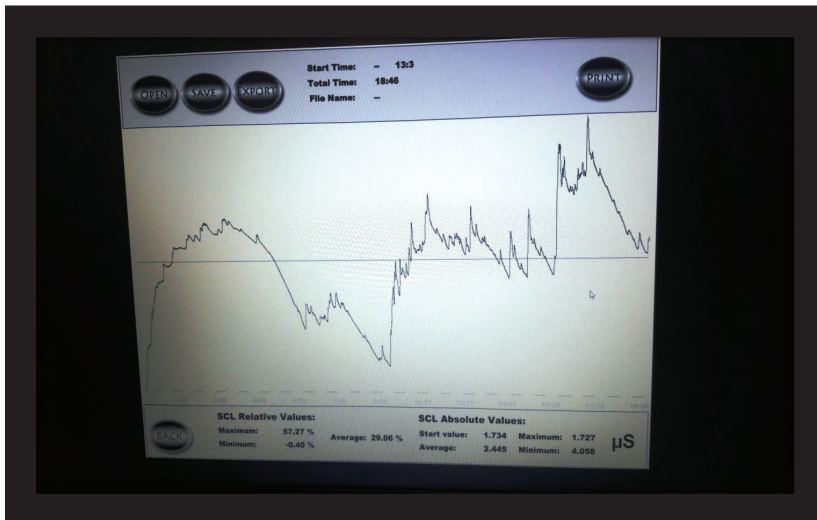 OPEN
SAVE
EXPORT
Start Time: – 13:3
Total Time: 18:46
File Name: –
PRINT
BACK
SCL Relative Values:
Maximum: 57.27 %
Minimum: -0.40 %
Average: 29.06 %
SCL Absolute Values:
Start value: 1.734 Maximum: 1.727
Average: 2.445 Minimum: 4.058
µS